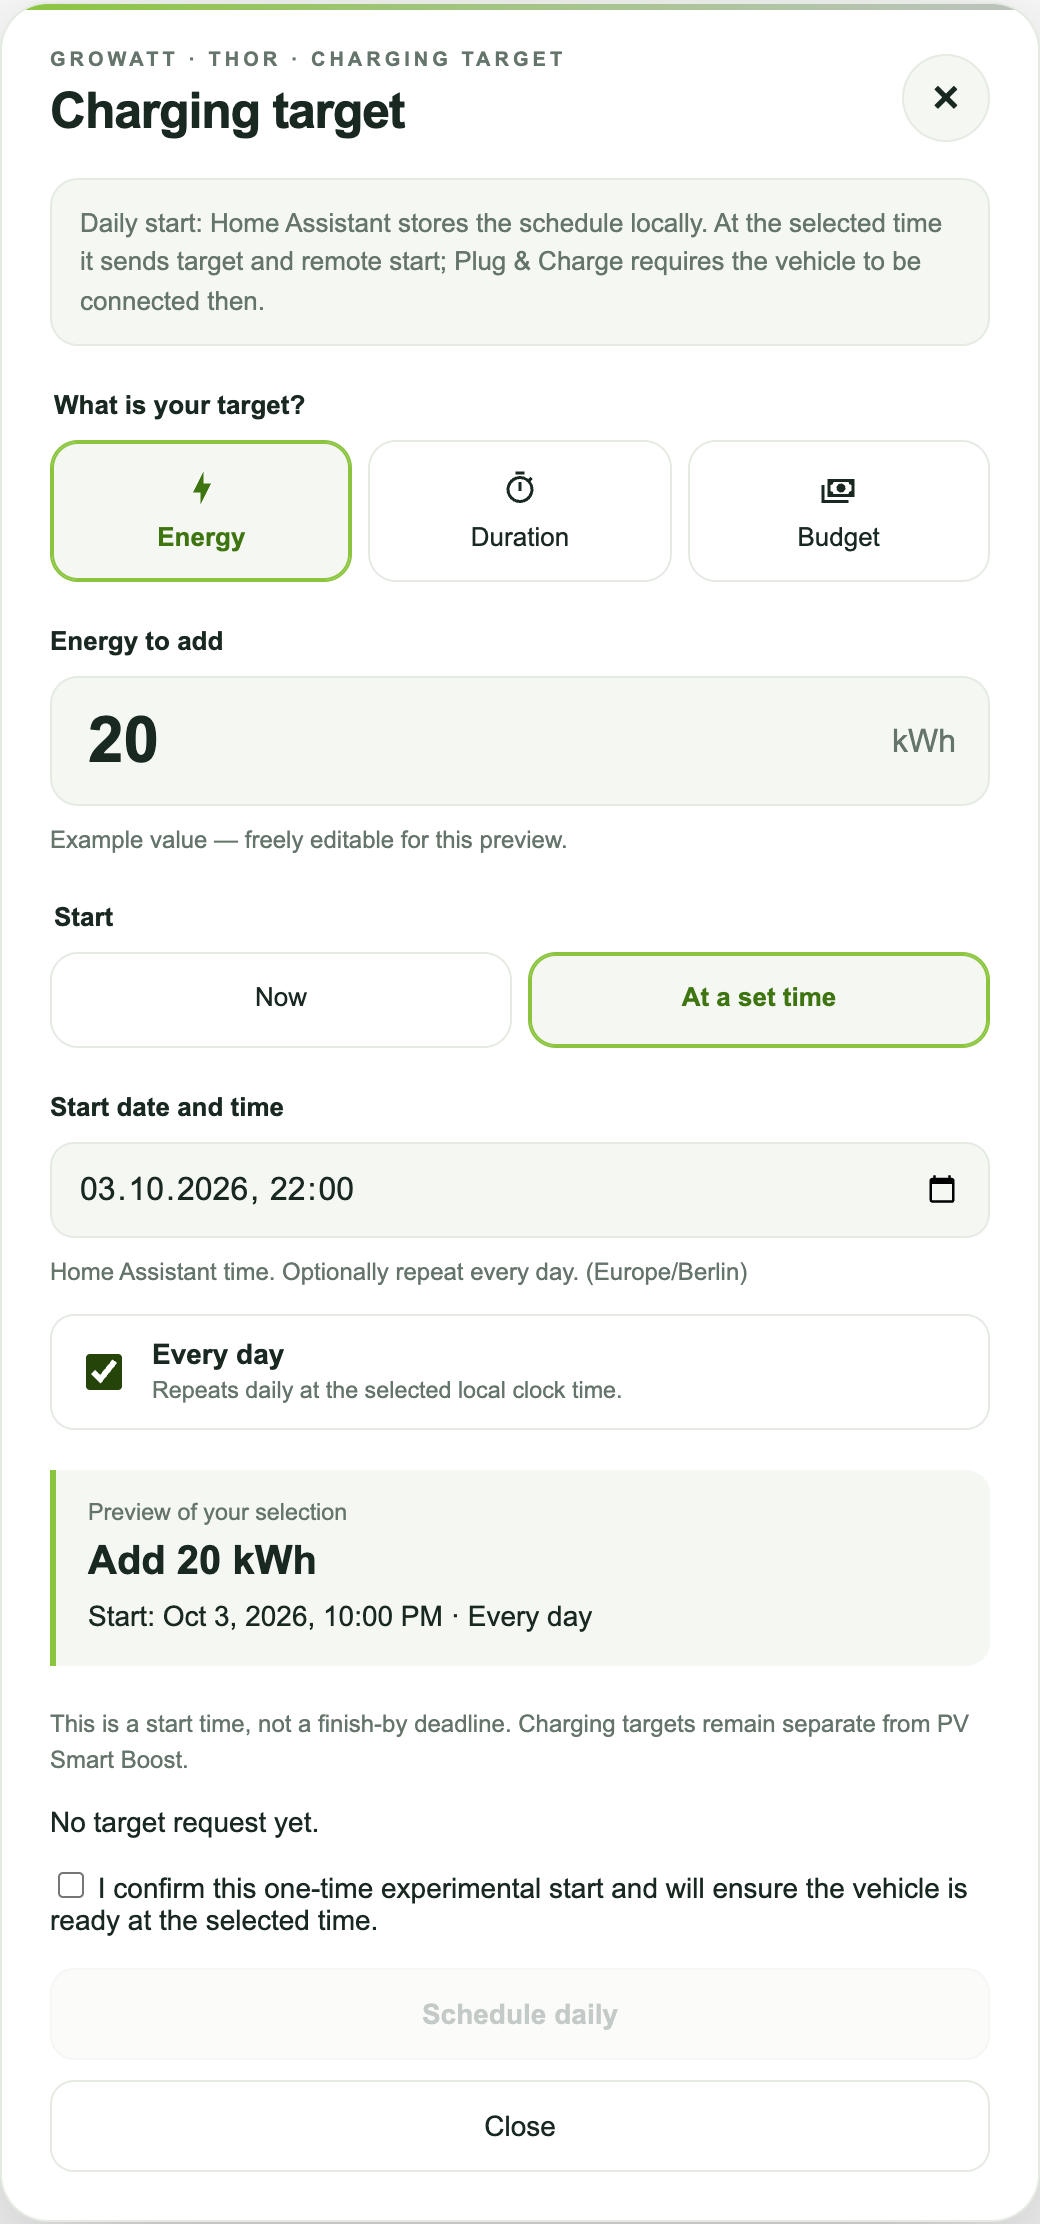 GROWATT · THOR · CHARGING TARGET
Charging target
Daily start: Home Assistant stores the schedule locally. At the selected time
it sends target and remote start; Plug & Charge requires the vehicle to be
connected then.
What is your target?
Energy
Duration
Budget
Energy to add
20 kWh
Example value — freely editable for this preview.
Start
Now
At a set time
Start date and time
03.10.2026, 22:00
Home Assistant time. Optionally repeat every day. (Europe/Berlin)
Every day
Repeats daily at the selected local clock time.
Preview of your selection
Add 20 kWh
Start: Oct 3, 2026, 10:00 PM · Every day
This is a start time, not a finish-by deadline. Charging targets remain separate from PV
Smart Boost.
No target request yet.
I confirm this one-time experimental start and will ensure the vehicle is
ready at the selected time.
Schedule daily
Close